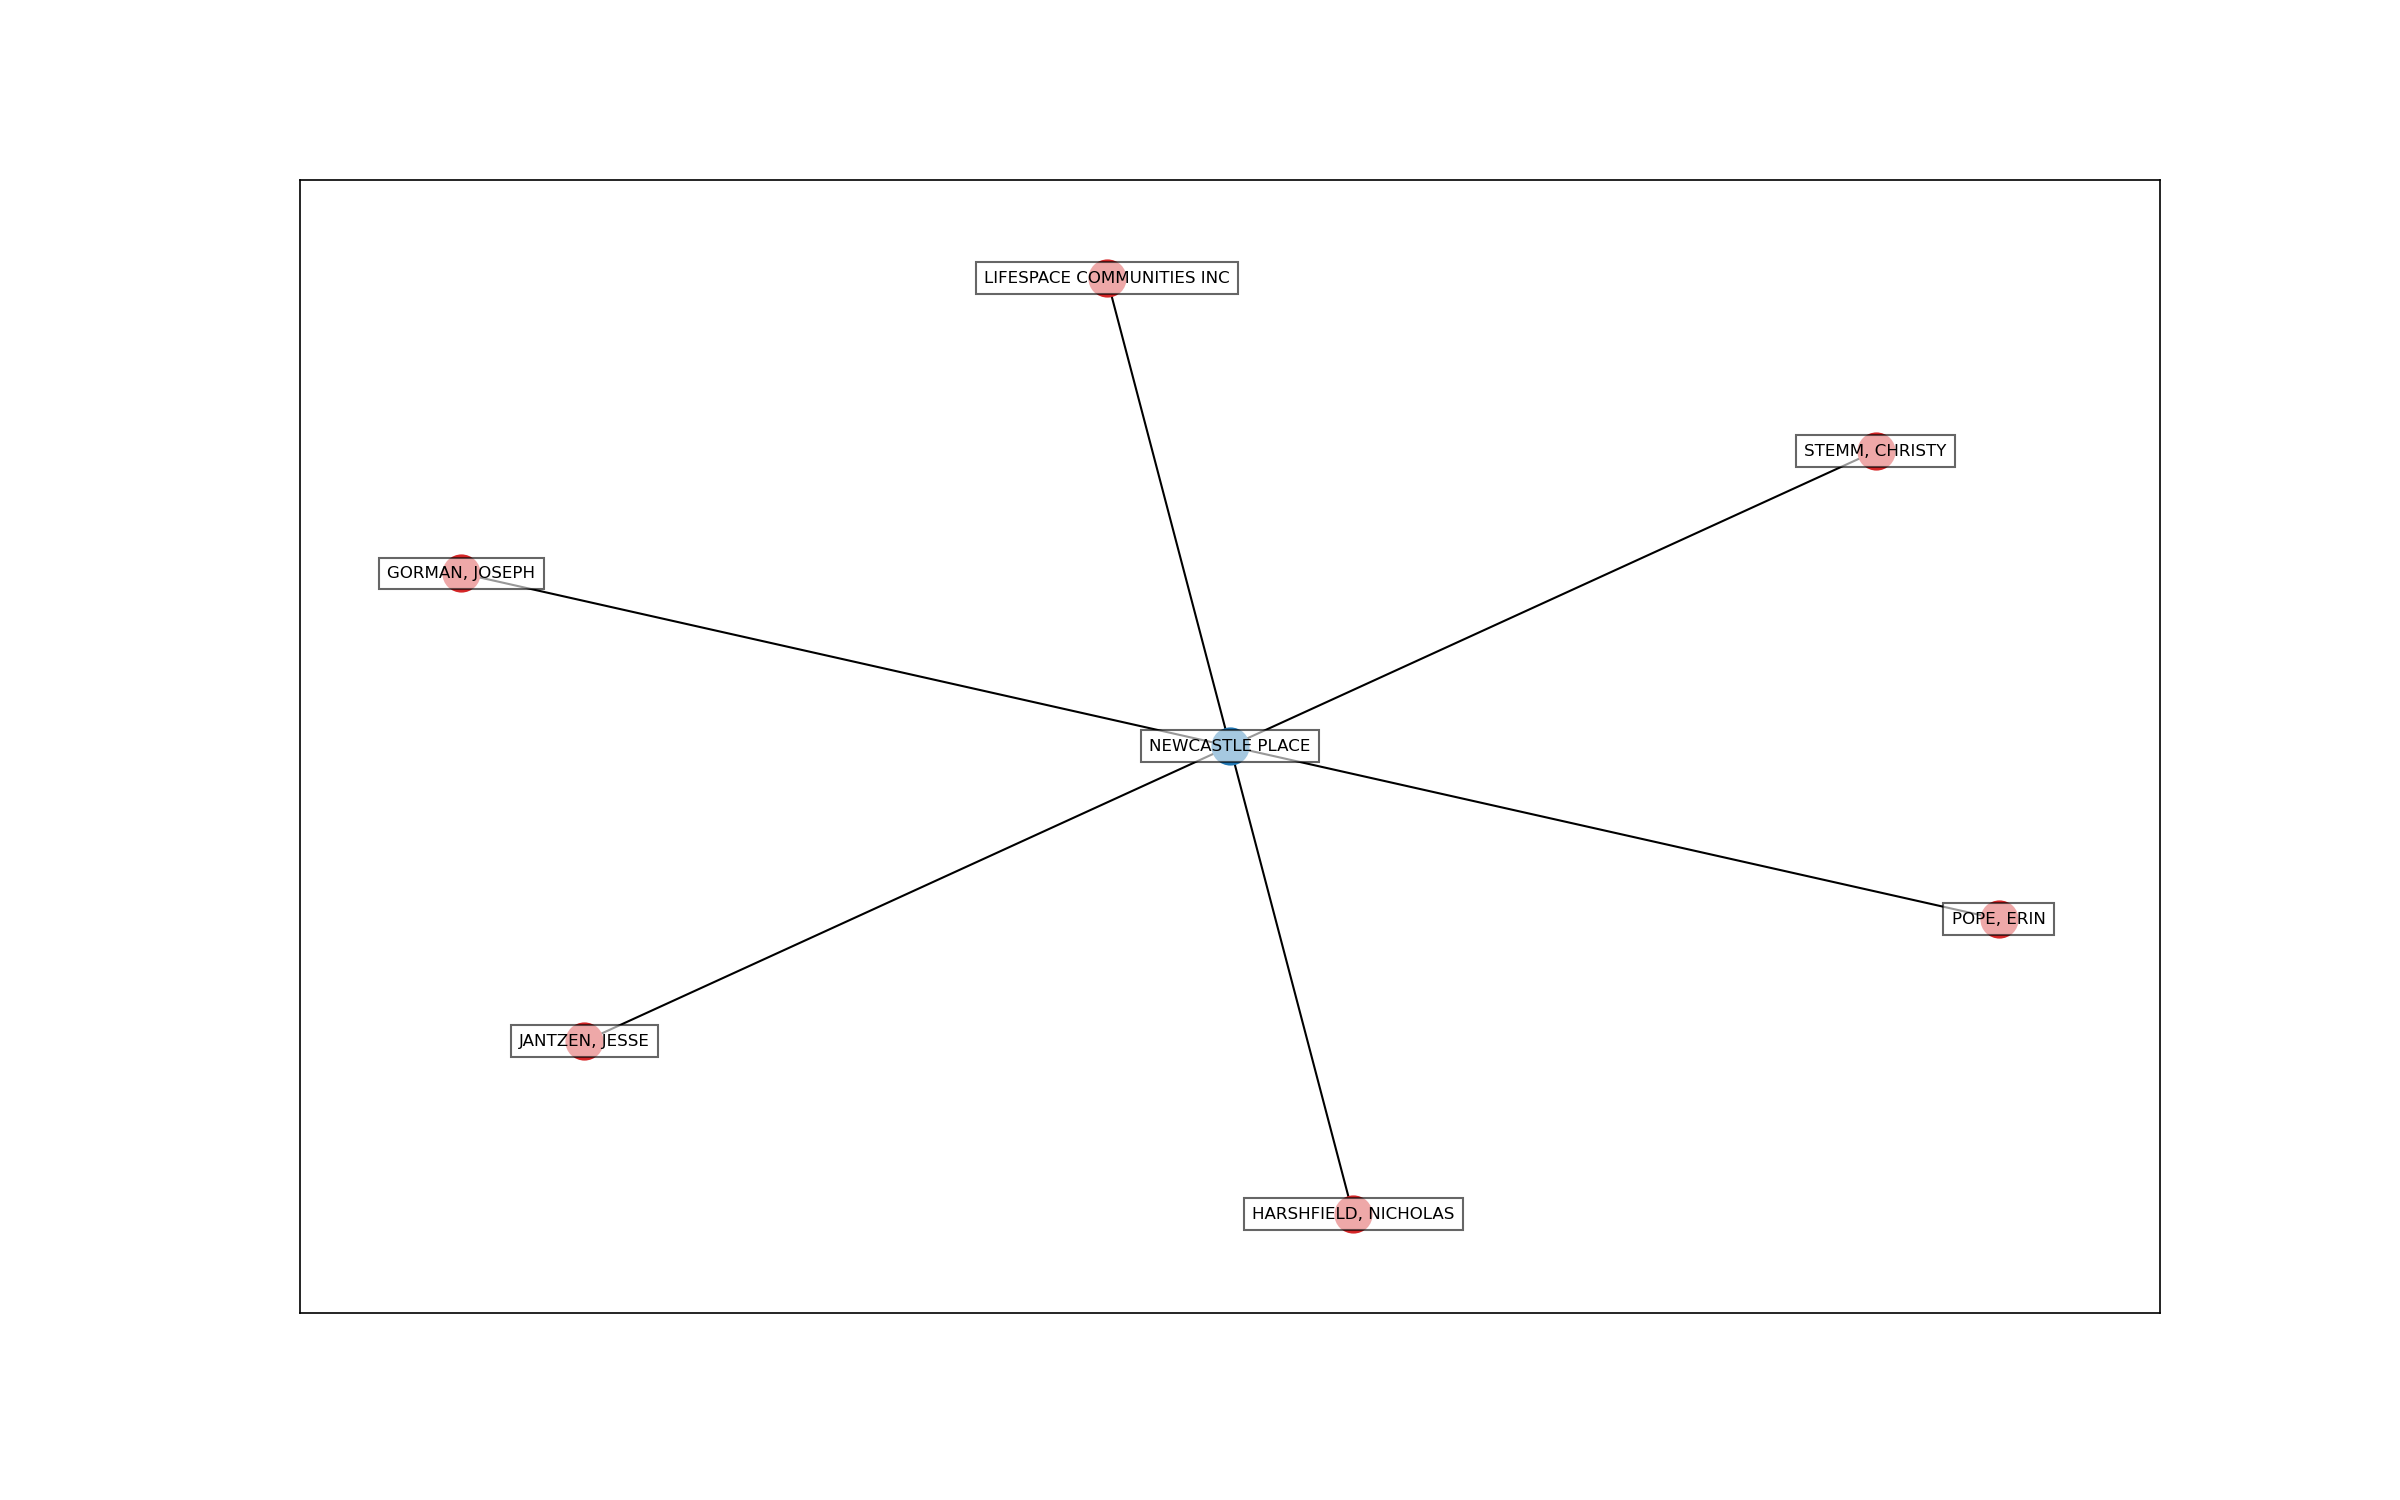 LIFESPACE COMMUNITIES INC
STEMM, CHRISTY
GORMAN, JOSEPH
NEWCASTLE PLACE
POPE, ERIN
JANTZEN, JESSE
HARSHFIELD, NICHOLAS